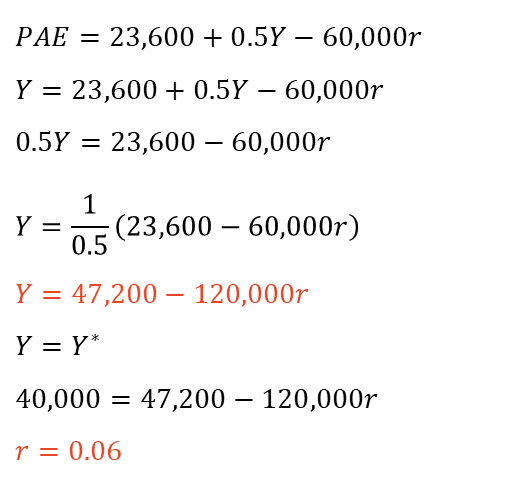 PAE = 23,600 + 0.5Y − 60,000r
Y = 23,600 + 0.5Y − 60,000r
0.5Y = 23,600 − 60,000r
Y = 1/0.5 (23,600 − 60,000r)
Y = 47,200 − 120,000r
Y = Y*
40,000 = 47,200 − 120,000r
r = 0.06